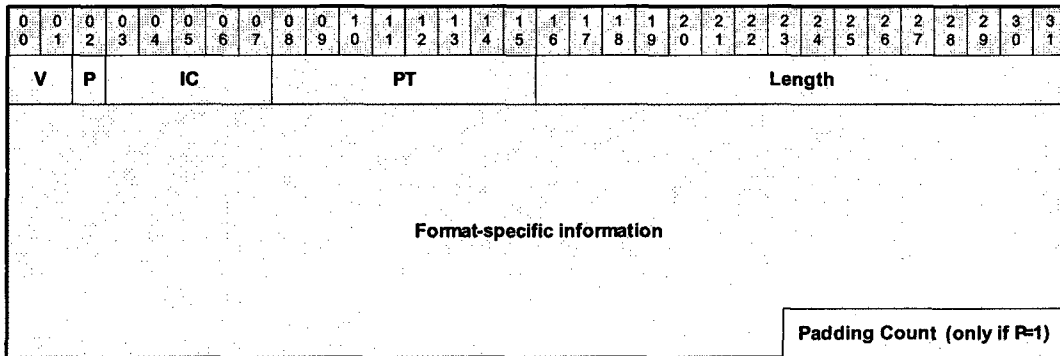 0 0 0 0 0 0 0 0 0 0 1 1 1 1 1 1 1 1 1 1 2 2 2 2 2 2 2 2 2 2 3 3
0 1 2 3 4 5 6 7 8 9 0 1 2 3 4 5 6 7 8 9 0 1 2 3 4 5 6 7 8 9 0 1
V P IC PT Length
Format-specific information
Padding Count (only if P=1)